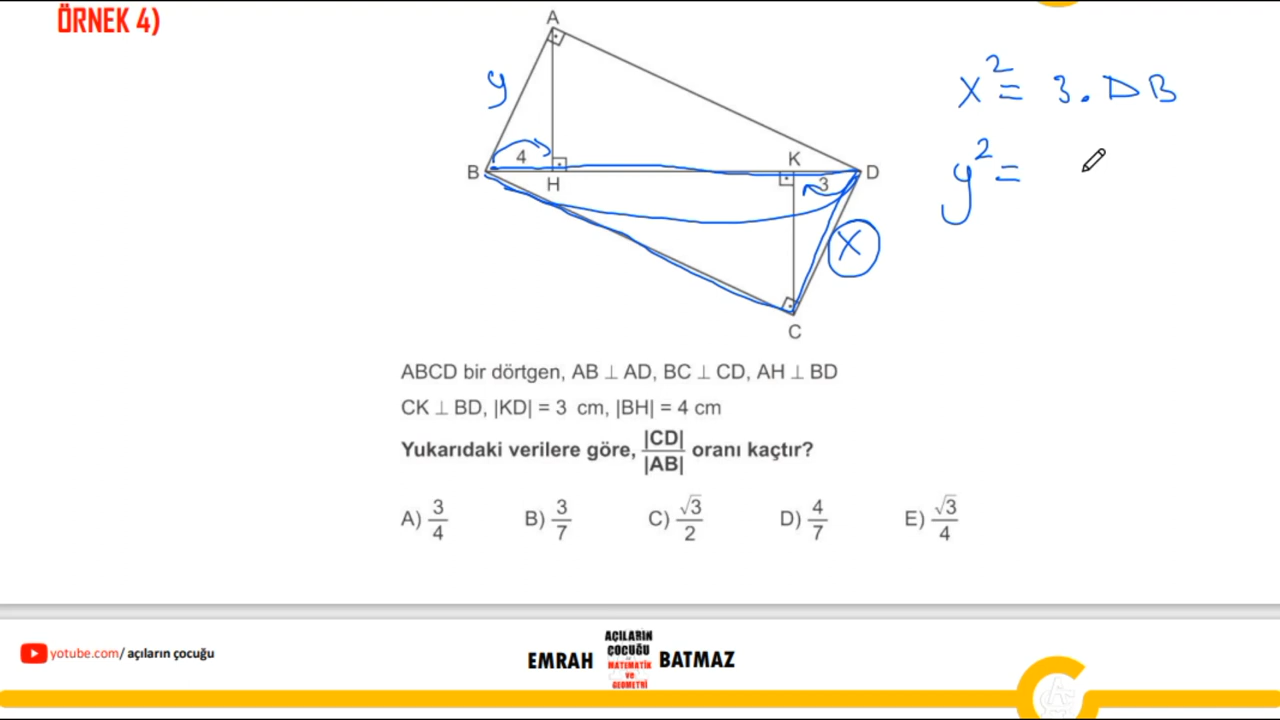 ÖRNEK 4)
A
y
x² = 3.DB
4
B
H
K
D
3
y² =
x
C
ABCD bir dörtgen, AB ⊥ AD, BC ⊥ CD, AH ⊥ BD
CK ⊥ BD, |KD| = 3 cm, |BH| = 4 cm
Yukarıdaki verilere göre, |CD|/|AB| oranı kaçtır?
A) 3/4 B) 3/7 C) √3/2 D) 4/7 E) √3/4
yotube.com/ açıların çocuğu
EMRAH AÇILARIN ÇOCUĞU MATEMATİK ve GEOMETRİ BATMAZ